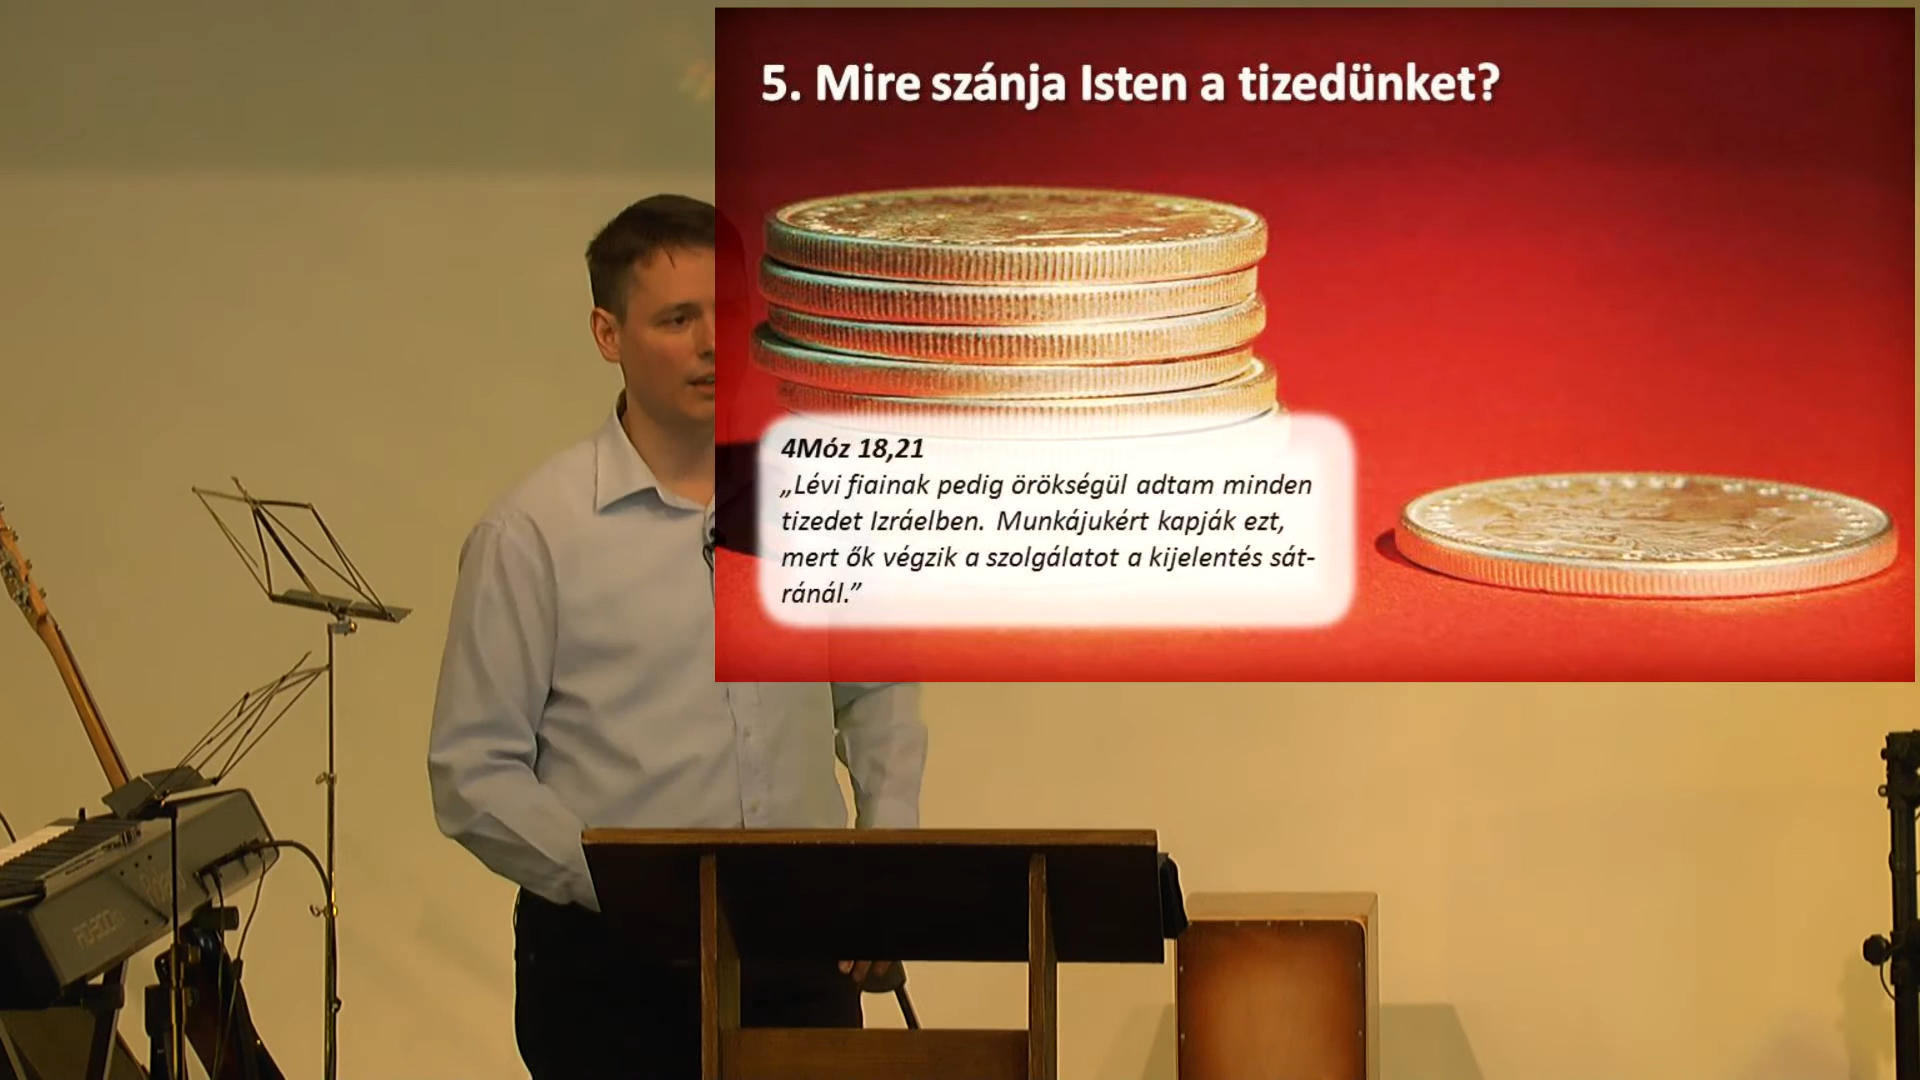 5. Mire szánja Isten a tizedünket?
4Móz 18,21
„Lévi fiainak pedig örökségül adtam minden
tizedet Izráelben. Munkájukért kapják ezt,
mert ők végzik a szolgálatot a kijelentés sát-
ránál.”
Roland